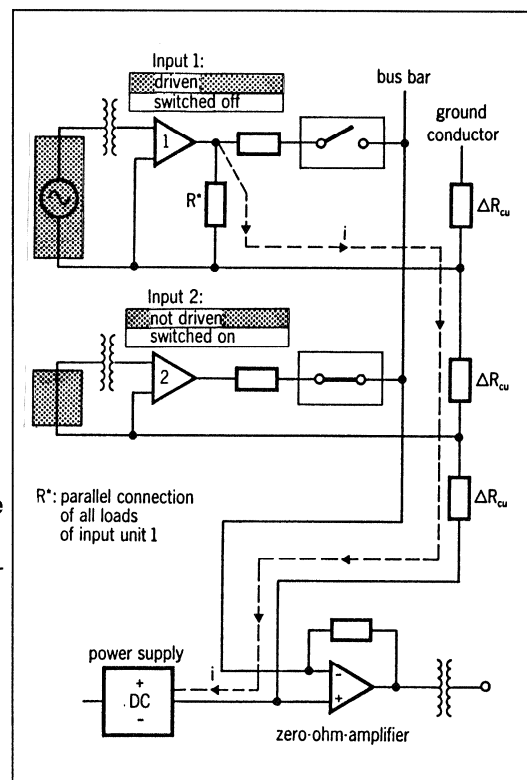 Input 1:
driven
switched off
bus bar
ground
conductor
1
R*
i
ΔRcu
Input 2:
not driven
switched on
2
ΔRcu
R*: parallel connection
of all loads
of input unit 1
ΔRcu
e
power supply
+
DC
-
i
-
+
zero-ohm-amplifier